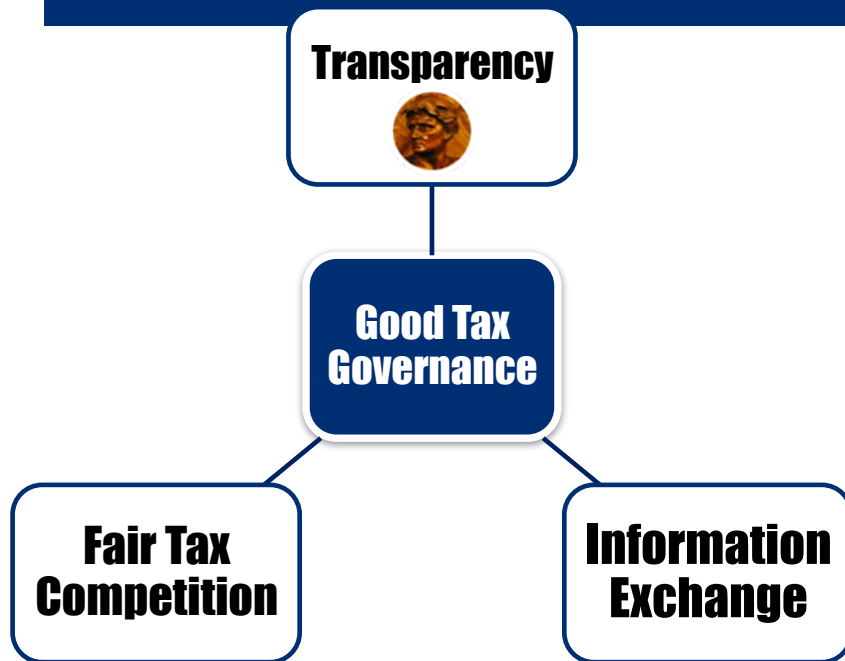 Transparency
Good Tax
Governance
Fair Tax
Competition
Information
Exchange